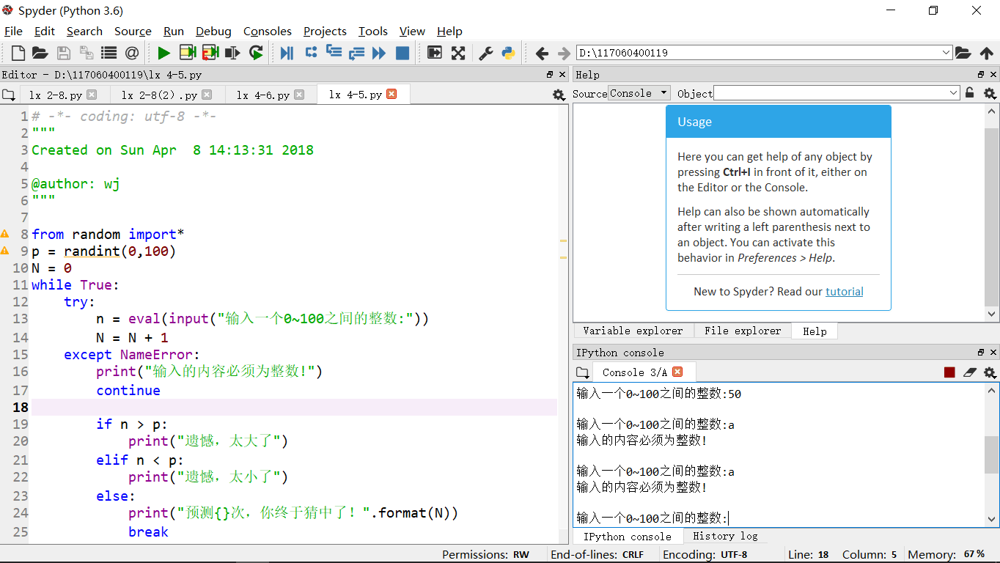 Spyder (Python 3.6)
File Edit Search Source Run Debug Consoles Projects Tools View Help
D:\117060400119
Editor - D:\117060400119\lx 4-5.py
lx 2-8.py lx 2-8(2).py lx 4-6.py lx 4-5.py
1 # -*- coding: utf-8 -*-
2 """
3 Created on Sun Apr  8 14:13:31 2018
4
5 @author: wj
6 """
7
8 from random import*
9 p = randint(0,100)
10 N = 0
11 while True:
12     try:
13         n = eval(input("输入一个0~100之间的整数:"))
14         N = N + 1
15     except NameError:
16         print("输入的内容必须为整数!")
17         continue
18
19         if n > p:
20             print("遗憾，太大了")
21         elif n < p:
22             print("遗憾，太小了")
23         else:
24             print("预测{}次，你终于猜中了！".format(N))
25             break
Help
Source Console Object
Usage
Here you can get help of any object by
pressing Ctrl+I in front of it, either on
the Editor or the Console.
Help can also be shown automatically
after writing a left parenthesis next to
an object. You can activate this
behavior in Preferences > Help.
New to Spyder? Read our tutorial
Variable explorer File explorer Help
IPython console
Console 3/A
输入一个0~100之间的整数:50
输入一个0~100之间的整数:a
输入的内容必须为整数!
输入一个0~100之间的整数:a
输入的内容必须为整数!
输入一个0~100之间的整数:
IPython console History log
Permissions: RW End-of-lines: CRLF Encoding: UTF-8 Line: 18 Column: 5 Memory: 67 %